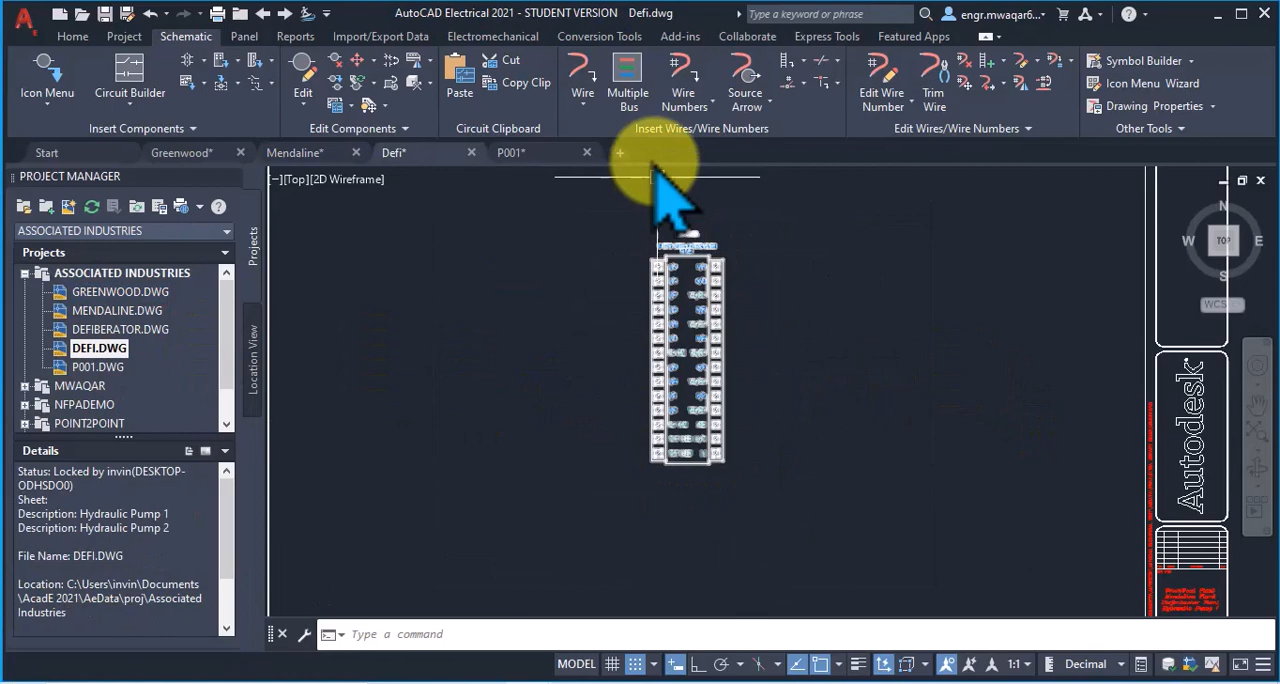 AutoCAD Electrical 2021 - STUDENT VERSION Defi.dwg
Type a keyword or phrase
engr.mwaqar6...
Home Project Schematic Panel Reports Import/Export Data Electromechanical Conversion Tools Add-ins Collaborate Express Tools Featured Apps
Icon Menu
Circuit Builder
Insert Components
Edit
Edit Components
Paste
Cut
Copy Clip
Circuit Clipboard
Wire
Multiple
Bus
Wire
Numbers
Source
Arrow
Insert Wires/Wire Numbers
Edit Wire
Number
Trim
Wire
Edit Wires/Wire Numbers
Symbol Builder
Icon Menu Wizard
Drawing Properties
Other Tools
Start Greenwood* Mendaline* Defi* P001*
PROJECT MANAGER
ASSOCIATED INDUSTRIES
Projects
ASSOCIATED INDUSTRIES
GREENWOOD.DWG
MENDALINE.DWG
DEFIBERATOR.DWG
DEFI.DWG
P001.DWG
MWAQAR
NFPADEMO
POINT2POINT
Details
Status: Locked by invin(DESKTOP-
ODHSDO0)
Sheet:
Description: Hydraulic Pump 1
Description: Hydraulic Pump 2
File Name: DEFI.DWG
Location: C:\Users\invin\Documents
\AcadE 2021\AeData\proj\Associated
Industries
Projects
Location View
[−][Top][2D Wireframe]
N
W TOP E
S
WCS
Autodesk
Type a command
MODEL
1:1
Decimal